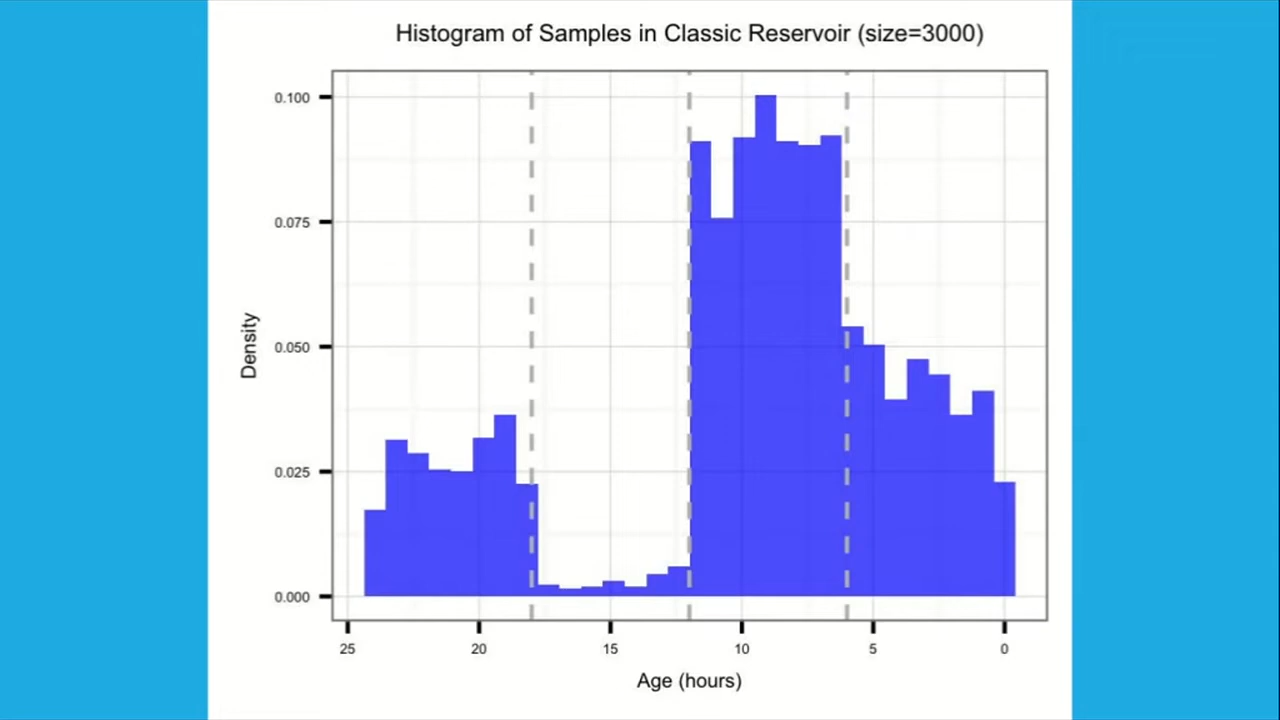 Histogram of Samples in Classic Reservoir (size=3000)
0.100
0.075
0.050
0.025
0.000
Density
25 20 15 10 5 0
Age (hours)